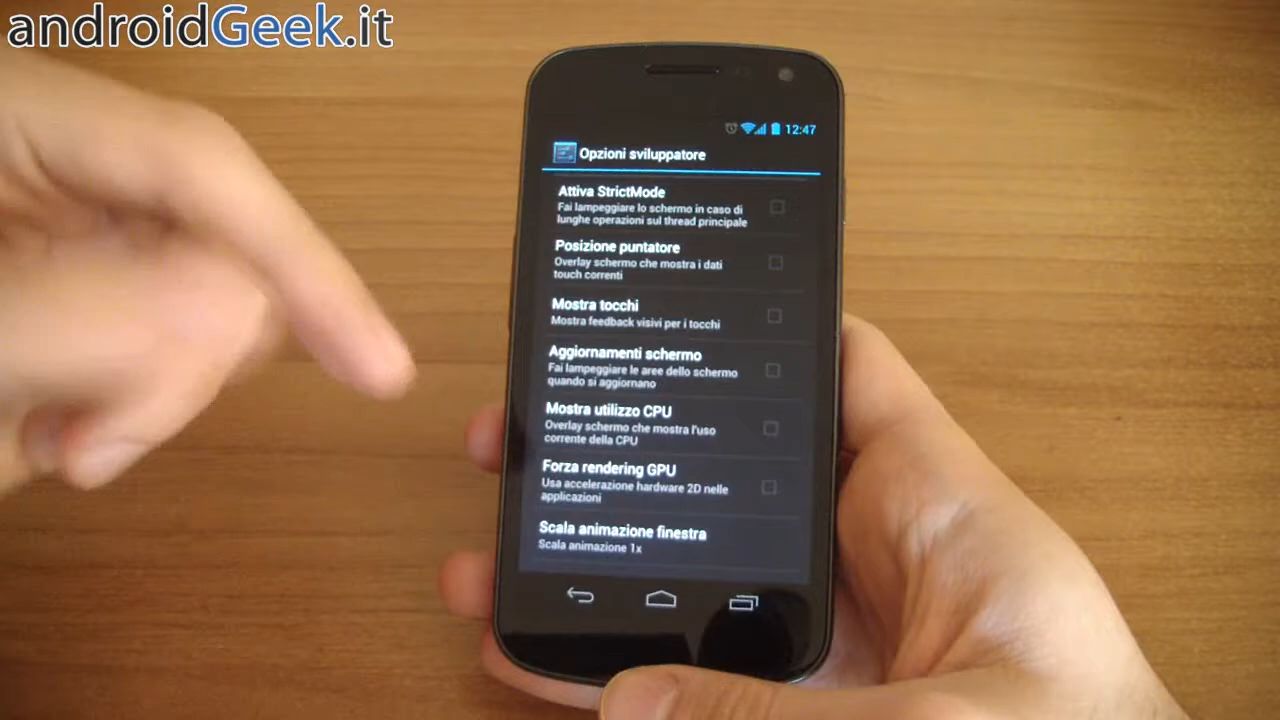 androidGeek.it
12:47
Opzioni sviluppatore
Attiva StrictMode
Fai lampeggiare lo schermo in caso di
lunghe operazioni sul thread principale
Posizione puntatore
Overlay schermo che mostra i dati
touch correnti
Mostra tocchi
Mostra feedback visivi per i tocchi
Aggiornamenti schermo
Fai lampeggiare le aree dello schermo
quando si aggiornano
Mostra utilizzo CPU
Overlay schermo che mostra l'uso
corrente della CPU
Forza rendering GPU
Usa accelerazione hardware 2D nelle
applicazioni
Scala animazione finestra
Scala animazione 1x